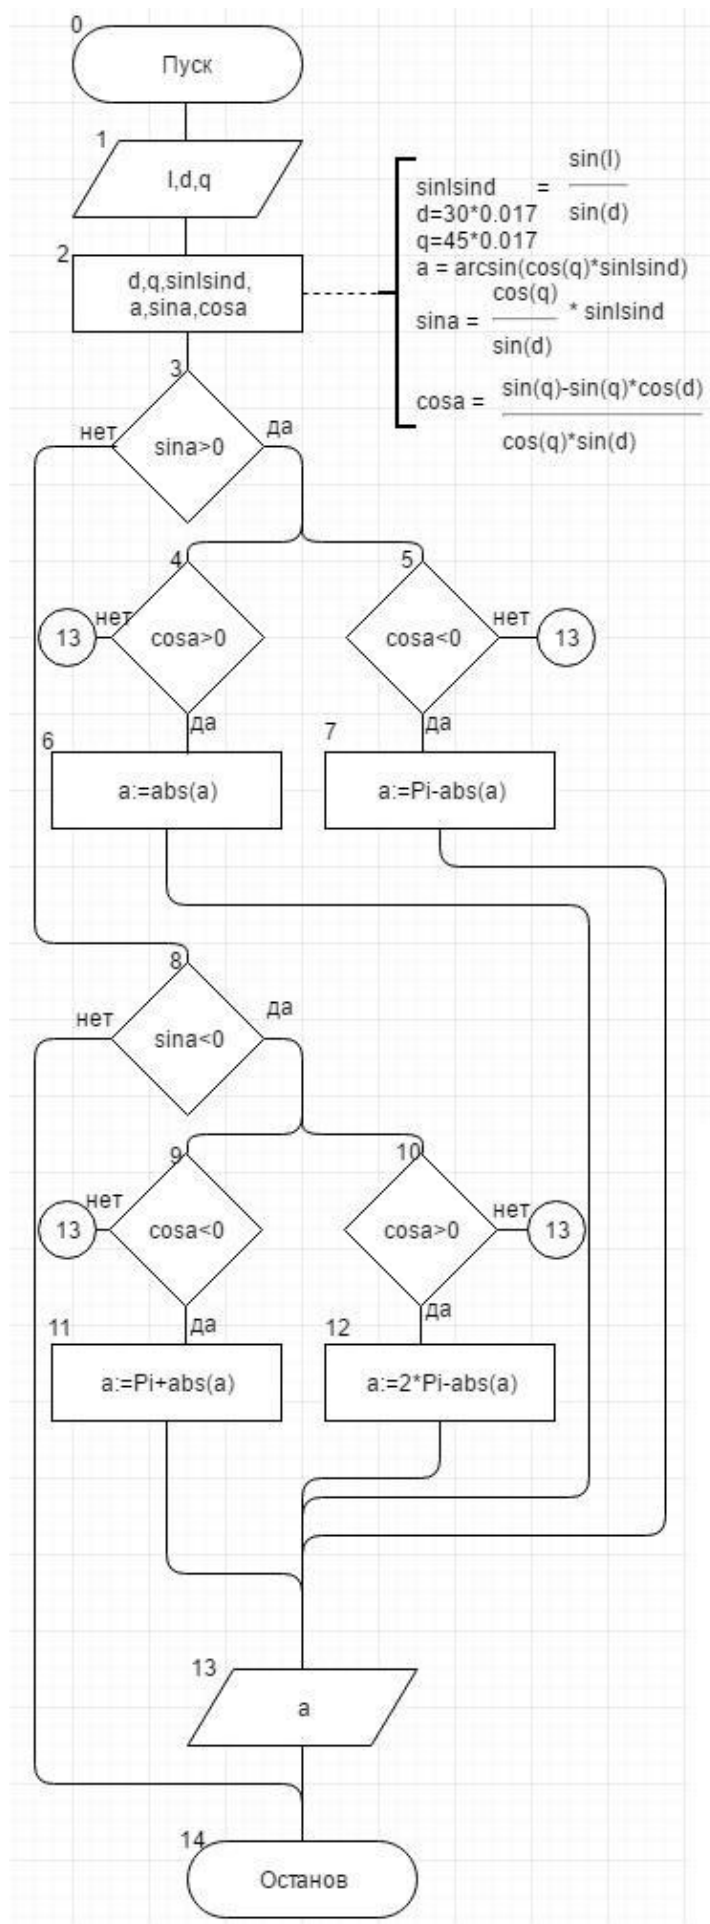 0
Пуск
1
l,d,q
2
d,q,sinlsind,
a,sina,cosa
sinlsind = sin(l)
sin(d)
d=30*0.017
q=45*0.017
a = arcsin(cos(q)*sinlsind)
sina = cos(q) * sinlsind
sin(d)
cosa = sin(q)-sin(q)*cos(d)
cos(q)*sin(d)
3
нет
sina>0
да
4
13
нет
cosa>0
да
5
cosa<0
нет
13
да
6
a:=abs(a)
7
a:=Pi-abs(a)
8
нет
sina<0
да
9
13
нет
cosa<0
да
10
cosa>0
нет
13
да
11
a:=Pi+abs(a)
12
a:=2*Pi-abs(a)
13
a
14
Останов